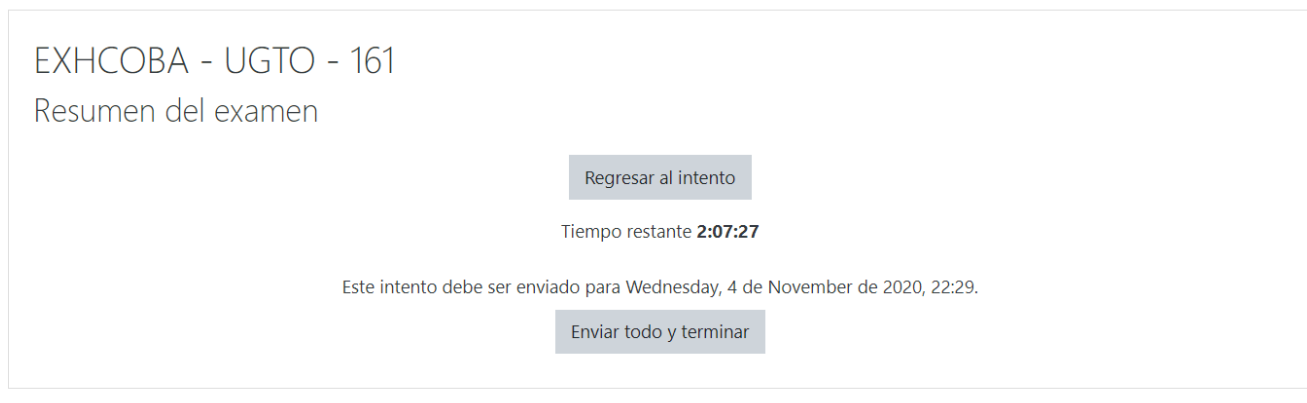 EXHCOBA - UGTO - 161
Resumen del examen
Regresar al intento
Tiempo restante 2:07:27
Este intento debe ser enviado para Wednesday, 4 de November de 2020, 22:29.
Enviar todo y terminar